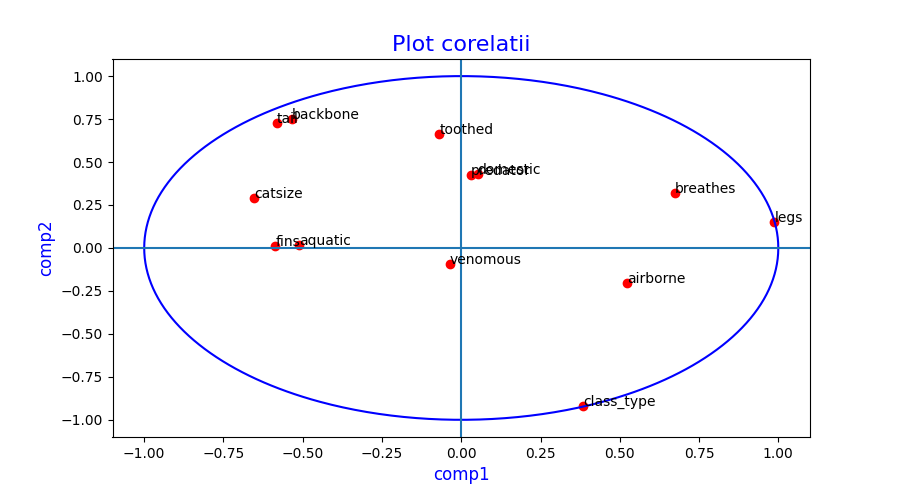 Plot corelatii
1.00
0.75
0.50
0.25
0.00
−0.25
−0.50
−0.75
−1.00
comp2
tail
backbone
toothed
predator
domestic
catsize
breathes
legs
fins
aquatic
venomous
airborne
class_type
−1.00 −0.75 −0.50 −0.25 0.00 0.25 0.50 0.75 1.00
comp1